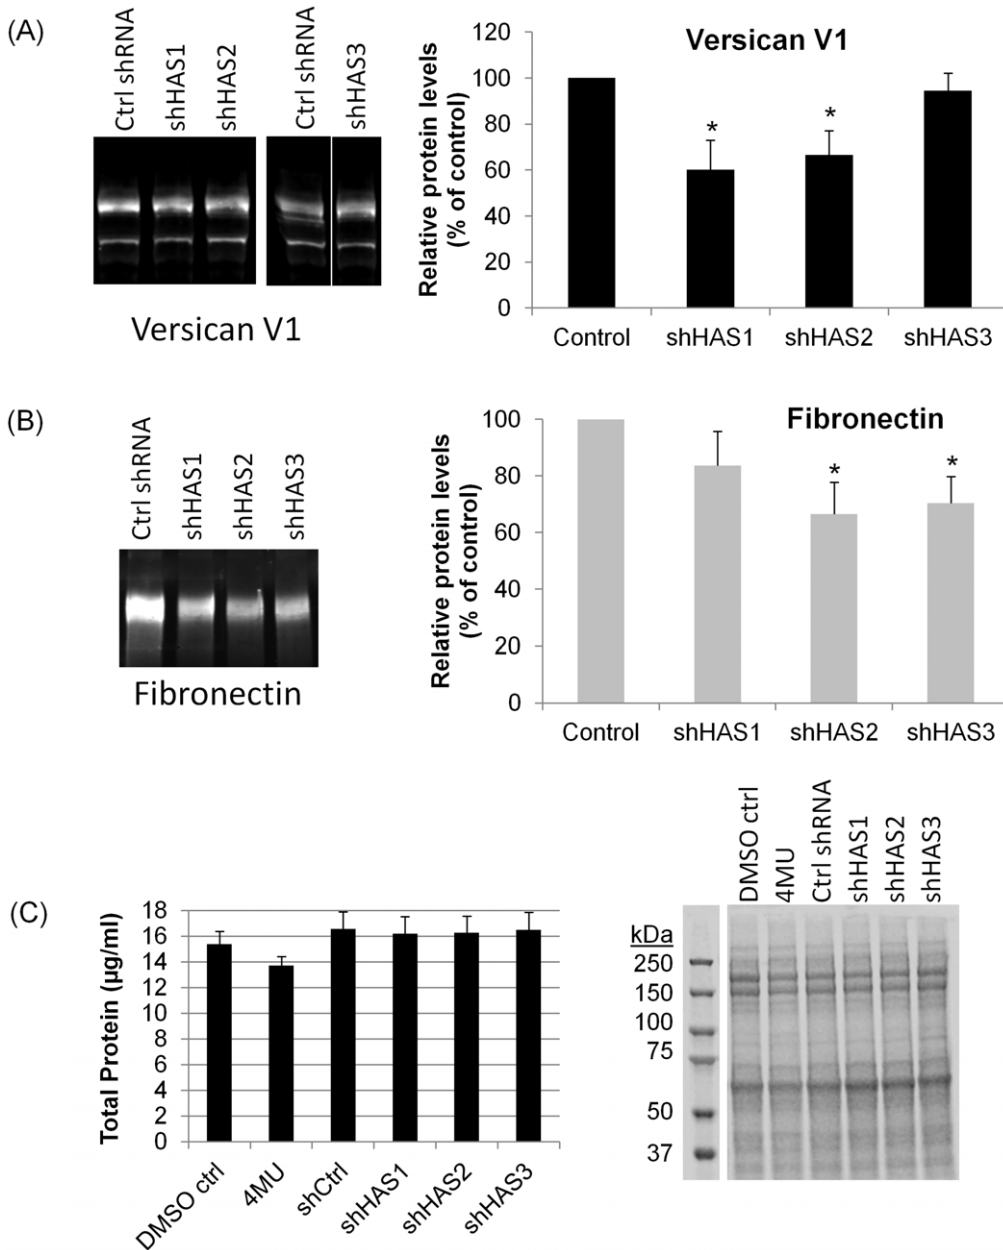 (A)
Ctrl shRNA
shHAS1
shHAS2
Ctrl shRNA
shHAS3
Versican V1
Versican V1
Relative protein levels
(% of control)
120
100
80
60
40
20
0
*
*
Control
shHAS1
shHAS2
shHAS3
(B)
Ctrl shRNA
shHAS1
shHAS2
shHAS3
Fibronectin
Fibronectin
Relative protein levels
(% of control)
100
80
60
40
20
0
*
*
Control
shHAS1
shHAS2
shHAS3
(C)
Total Protein (µg/ml)
18
16
14
12
10
8
6
4
2
0
DMSO ctrl
4MU
shCtrl
shHAS1
shHAS2
shHAS3
DMSO ctrl
4MU
Ctrl shRNA
shHAS1
shHAS2
shHAS3
kDa
250
150
100
75
50
37